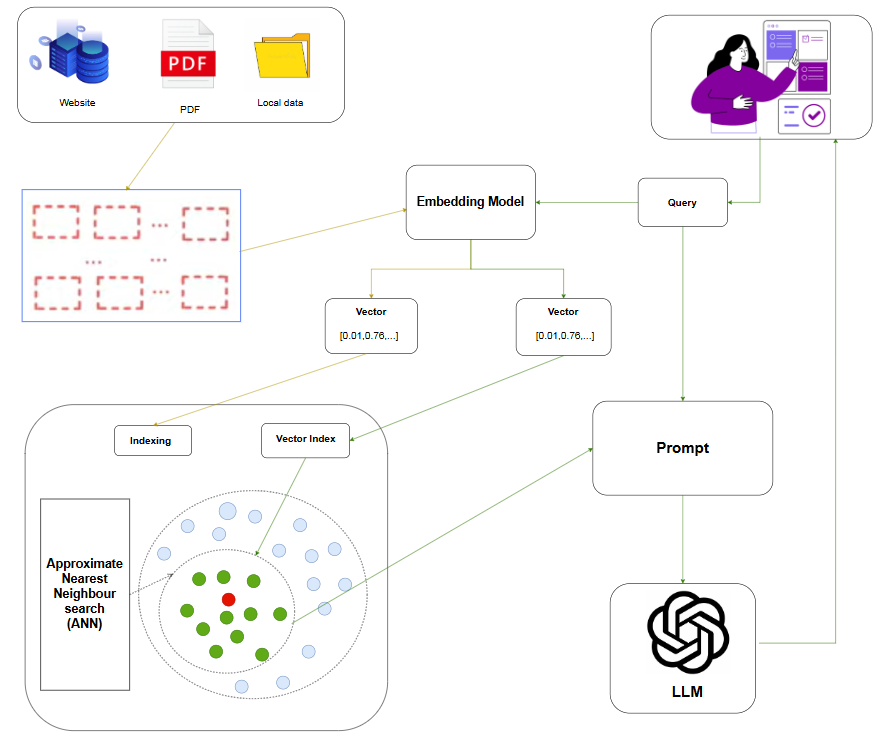 PDF
Website
PDF
Local data
Embedding Model
Query
Vector
[0.01,0.76,...]
Vector
[0.01,0.76,...]
Indexing
Vector Index
Prompt
Approximate
Nearest
Neighbour
search
(ANN)
LLM